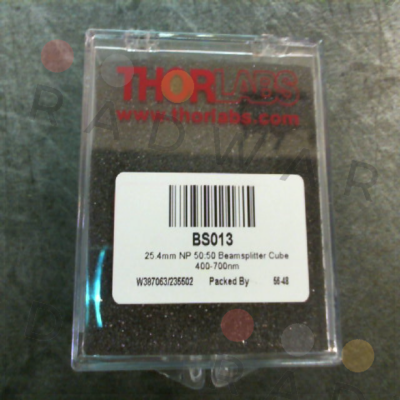 THORLABS
www.thorlabs.com
BS013
25.4mm NP 50:50 Beamsplitter Cube
400-700nm
W387063/235502 Packed By 56-48